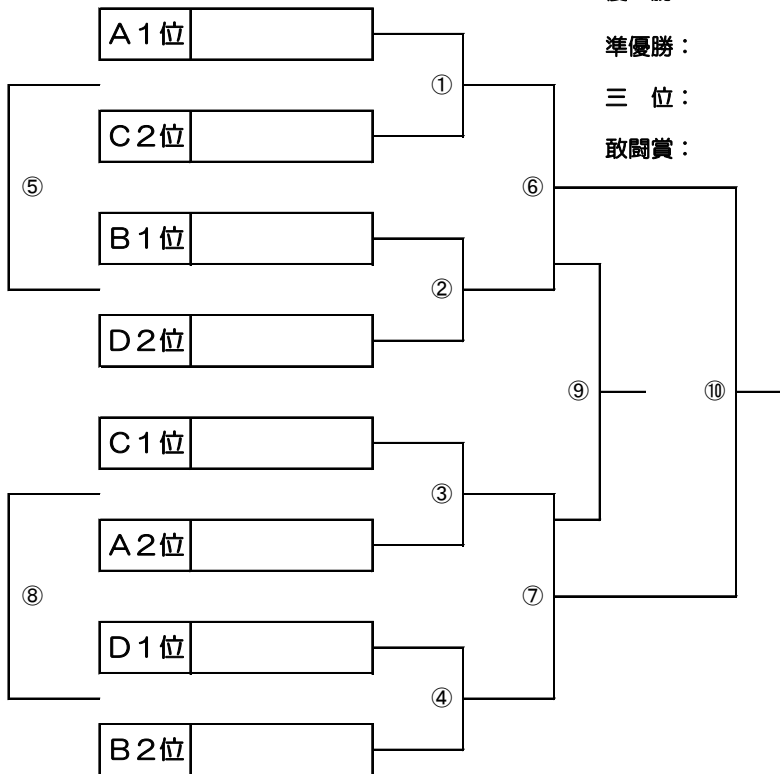 A1位
準優勝：
①
三　位：
C2位
敢闘賞：
⑤
⑥
B1位
②
D2位
⑨
⑩
C1位
③
A2位
⑧
⑦
D1位
④
B2位